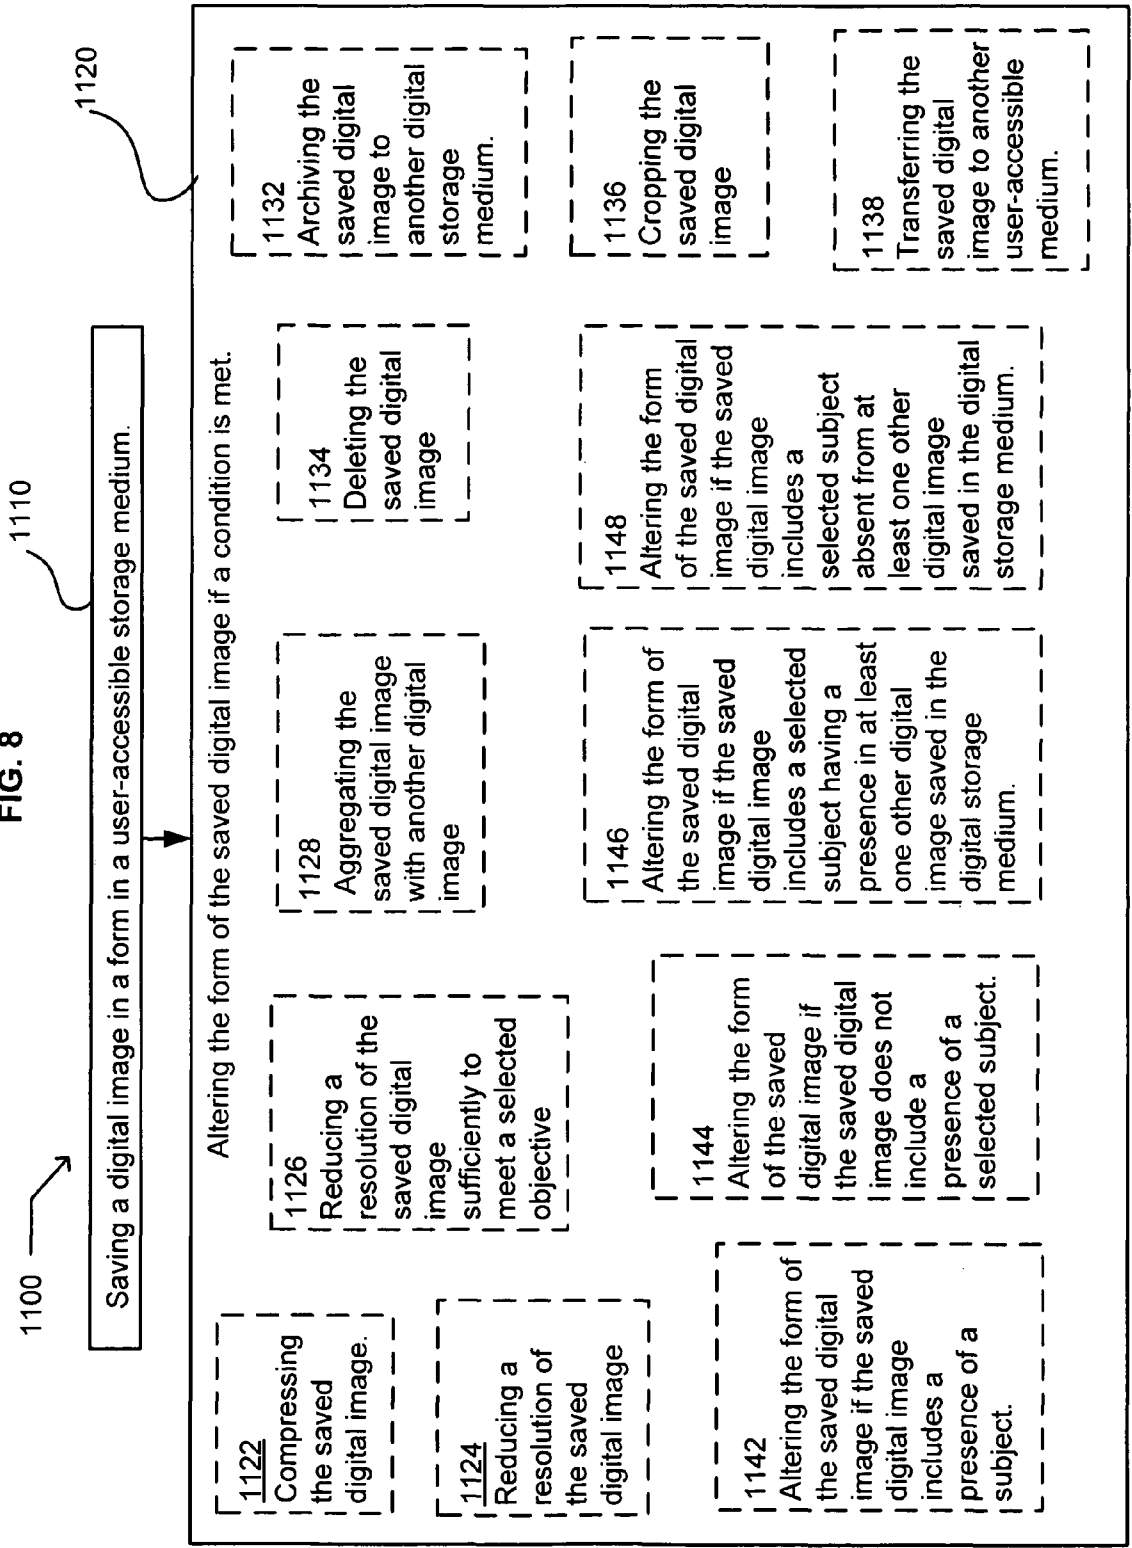 FIG. 8
1100
1110
Saving a digital image in a form in a user-accessible storage medium.
1120
Altering the form of the saved digital image if a condition is met.
1122
Compressing
the saved
digital image.
1124
Reducing a
resolution of
the saved
digital image
1126
Reducing a
resolution of the
saved digital
image
sufficiently to
meet a selected
objective
1128
Aggregating the
saved digital image
with another digital
image
1134
Deleting the
saved digital
image
1132
Archiving the
saved digital
image to
another digital
storage
medium.
1136
Cropping the
saved digital
image
1138
Transferring the
saved digital
image to another
user-accessible
medium.
1142
Altering the form of
the saved digital
image if the saved
digital image
includes a
presence of a
subject.
1144
Altering the form
of the saved
digital image if
the saved digital
image does not
include a
presence of a
selected subject.
1146
Altering the form of
the saved digital
image if the saved
digital image
includes a selected
subject having a
presence in at least
one other digital
image saved in the
digital storage
medium.
1148
Altering the form
of the saved digital
image if the saved
digital image
includes a
selected subject
absent from at
least one other
digital image
saved in the digital
storage medium.